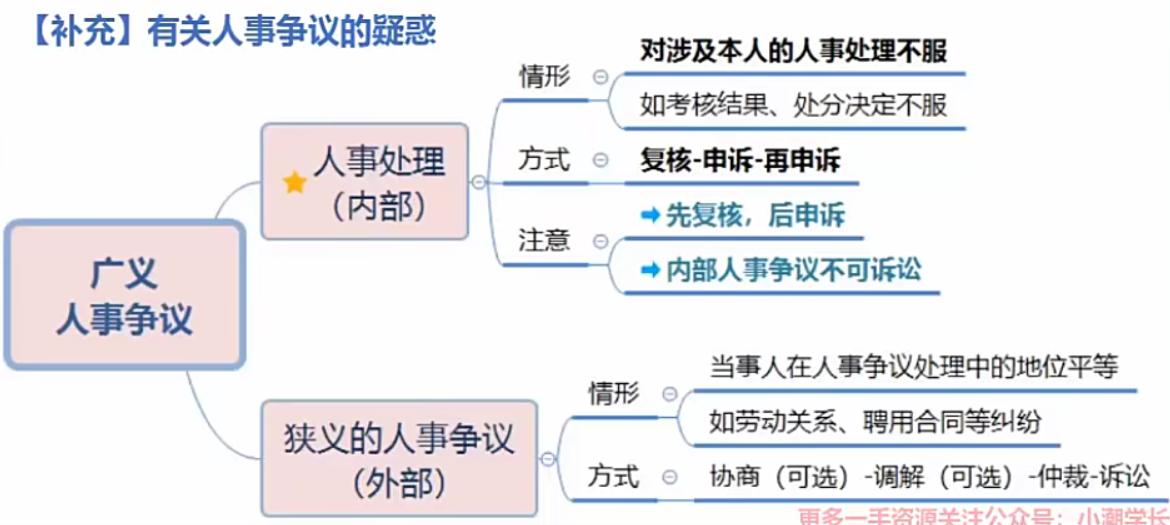 【补充】有关人事争议的疑惑
广义
人事争议
人事处理
（内部）
情形
对涉及本人的人事处理不服
如考核结果、处分决定不服
方式
复核-申诉-再申诉
注意
先复核，后申诉
内部人事争议不可诉讼
狭义的人事争议
（外部）
情形
当事人在人事争议处理中的地位平等
如劳动关系、聘用合同等纠纷
方式
协商（可选）-调解（可选）-仲裁-诉讼
更多一手资源关注公众号：小潮学长